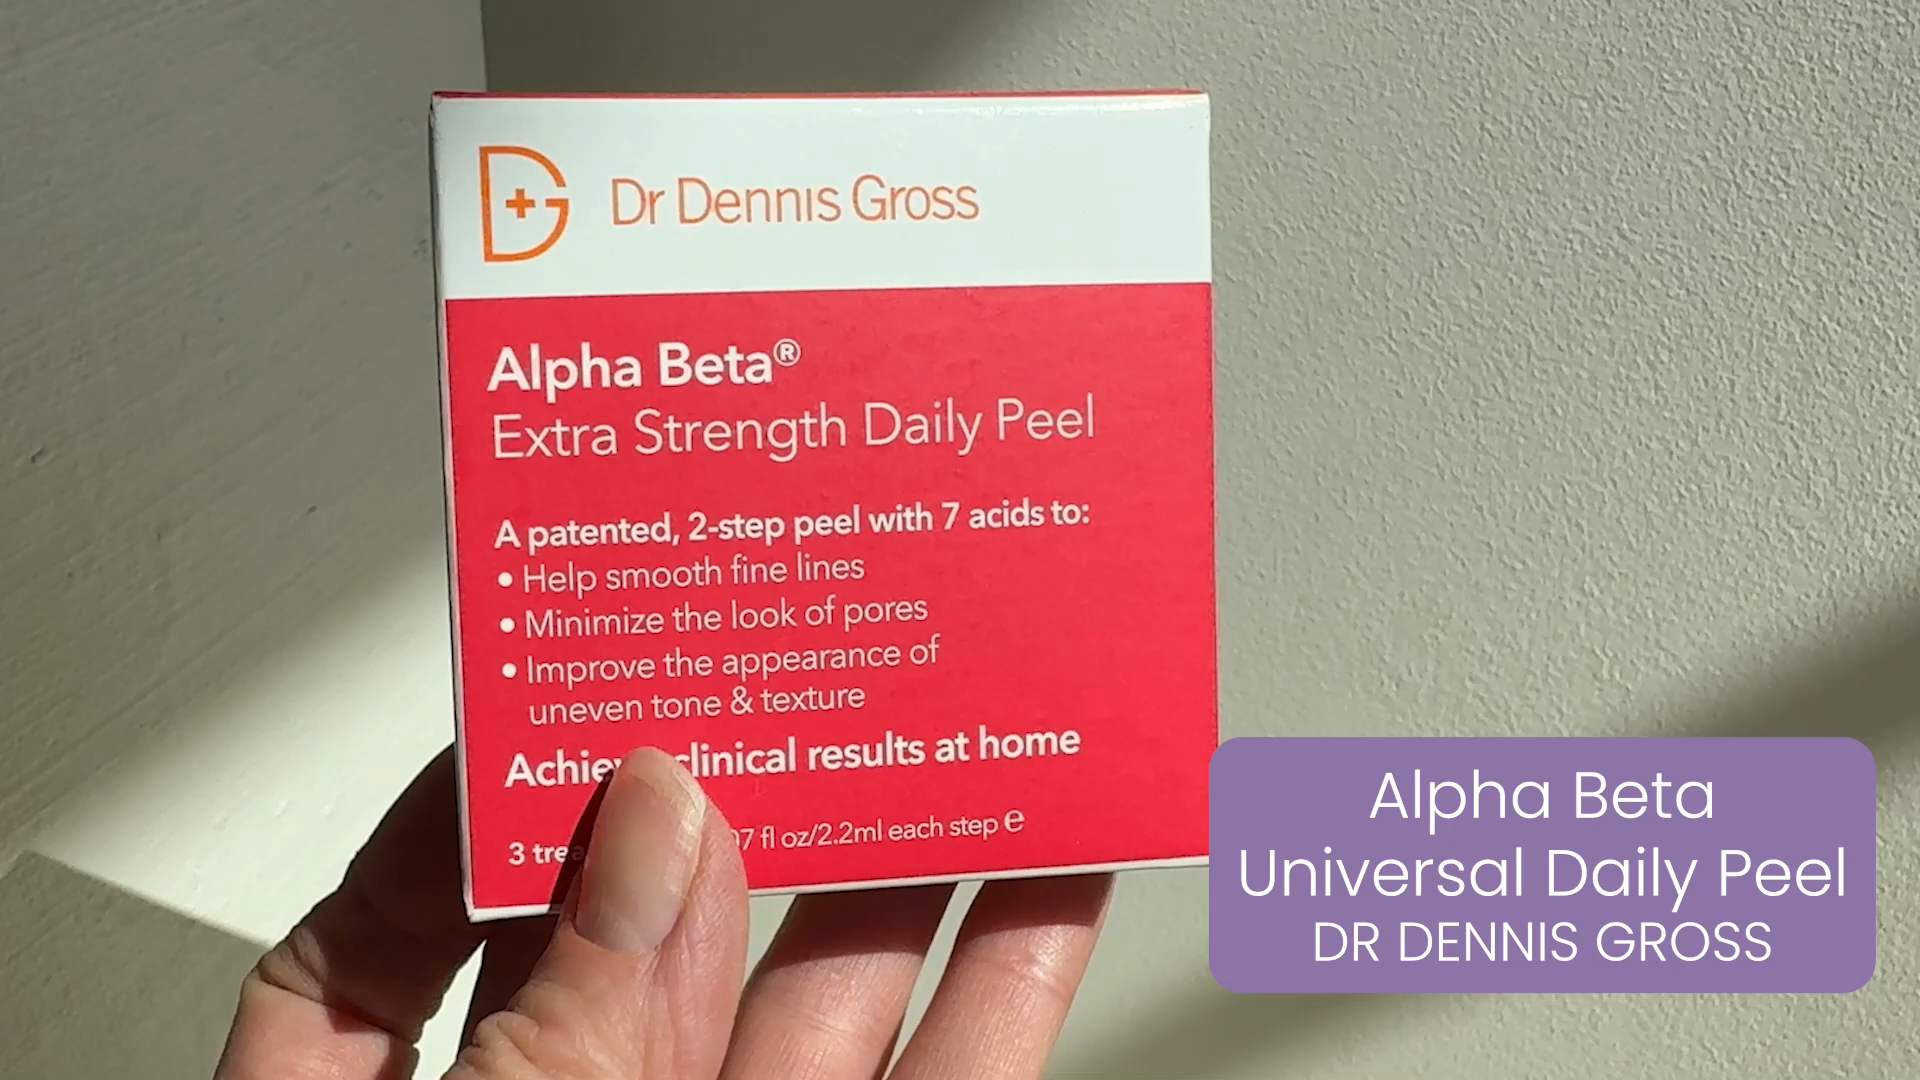 Dr Dennis Gross
Alpha Beta®
Extra Strength Daily Peel
A patented, 2-step peel with 7 acids to:
• Help smooth fine lines
• Minimize the look of pores
• Improve the appearance of
uneven tone & texture
clinical results at home
3 fl oz/2.2ml each step ℮
Alpha Beta
Universal Daily Peel
DR DENNIS GROSS